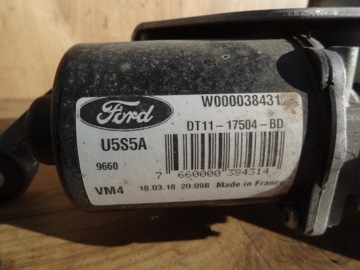 Ford
W000038431
DT11-17504-BD
U5S5A
9660
7 660000 384314
VM4 18.03.18 20:09B Made in France